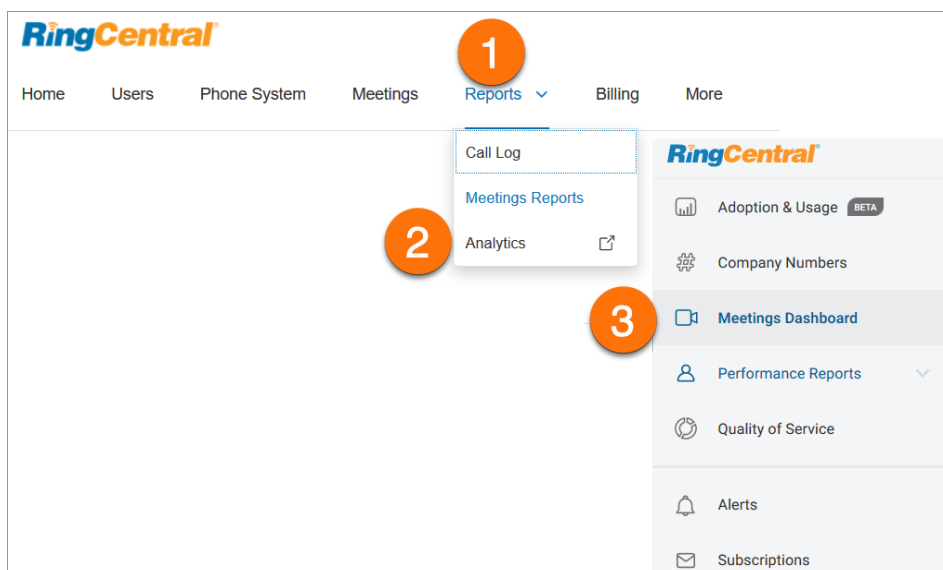 RingCentral
1
Home Users Phone System Meetings Reports Billing More
Call Log
Meetings Reports
2
Analytics
RingCentral
Adoption & Usage BETA
Company Numbers
3
Meetings Dashboard
Performance Reports
Quality of Service
Alerts
Subscriptions